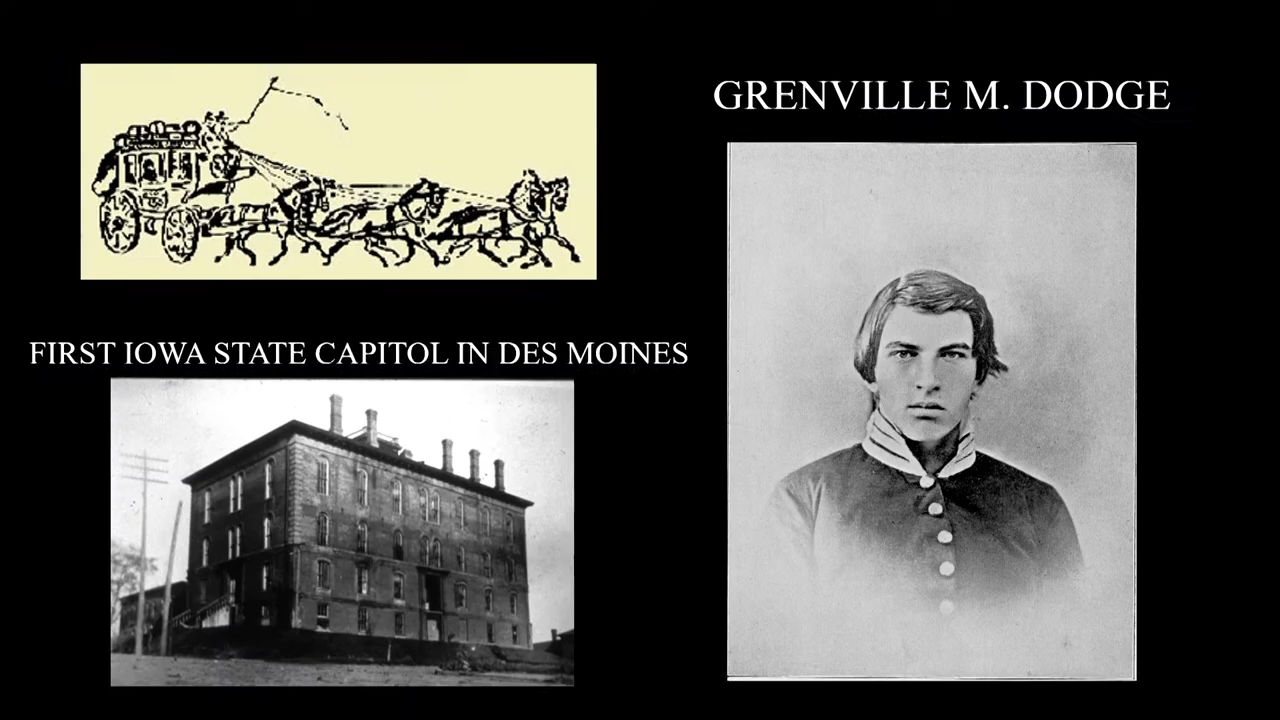 GRENVILLE M. DODGE
FIRST IOWA STATE CAPITOL IN DES MOINES